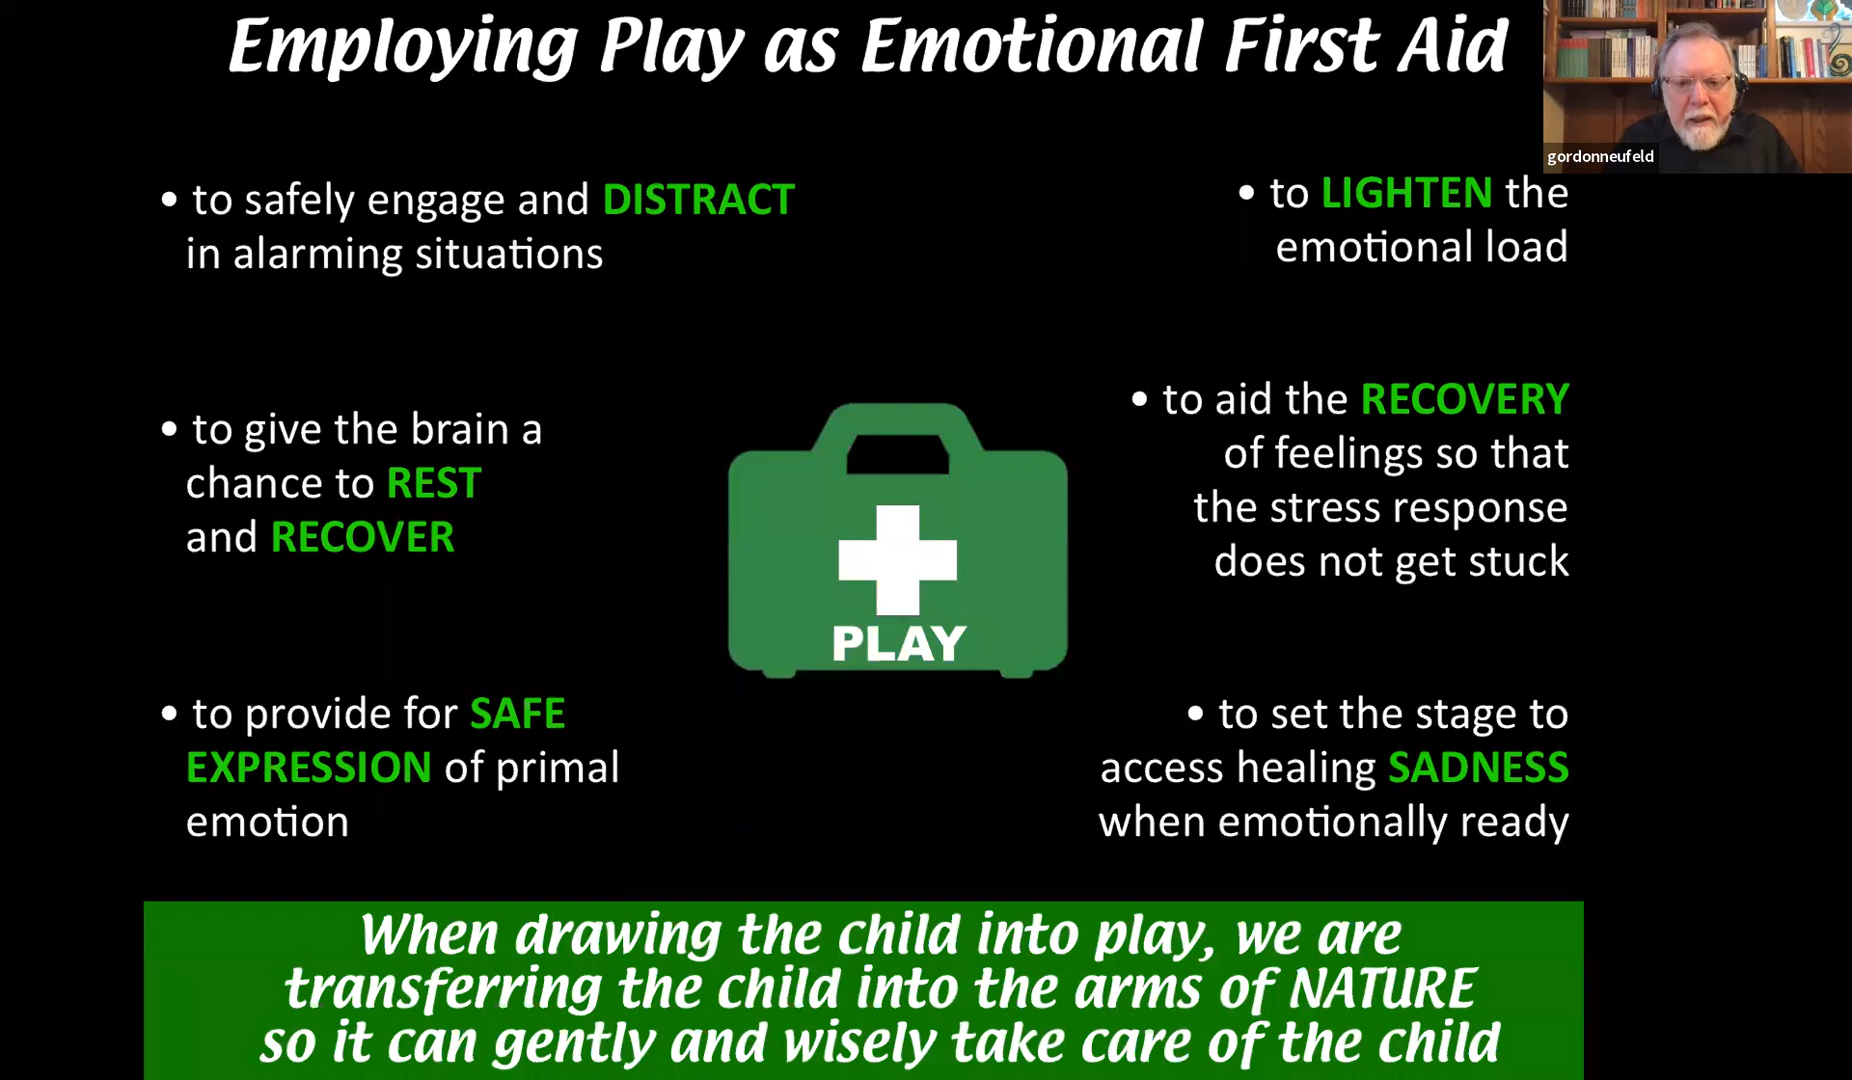 Employing Play as Emotional First Aid
gordonneufeld
• to safely engage and DISTRACT
in alarming situations
• to LIGHTEN the
emotional load
• to give the brain a
chance to REST
and RECOVER
• to aid the RECOVERY
of feelings so that
the stress response
does not get stuck
PLAY
• to provide for SAFE
EXPRESSION of primal
emotion
• to set the stage to
access healing SADNESS
when emotionally ready
When drawing the child into play, we are
transferring the child into the arms of NATURE
so it can gently and wisely take care of the child